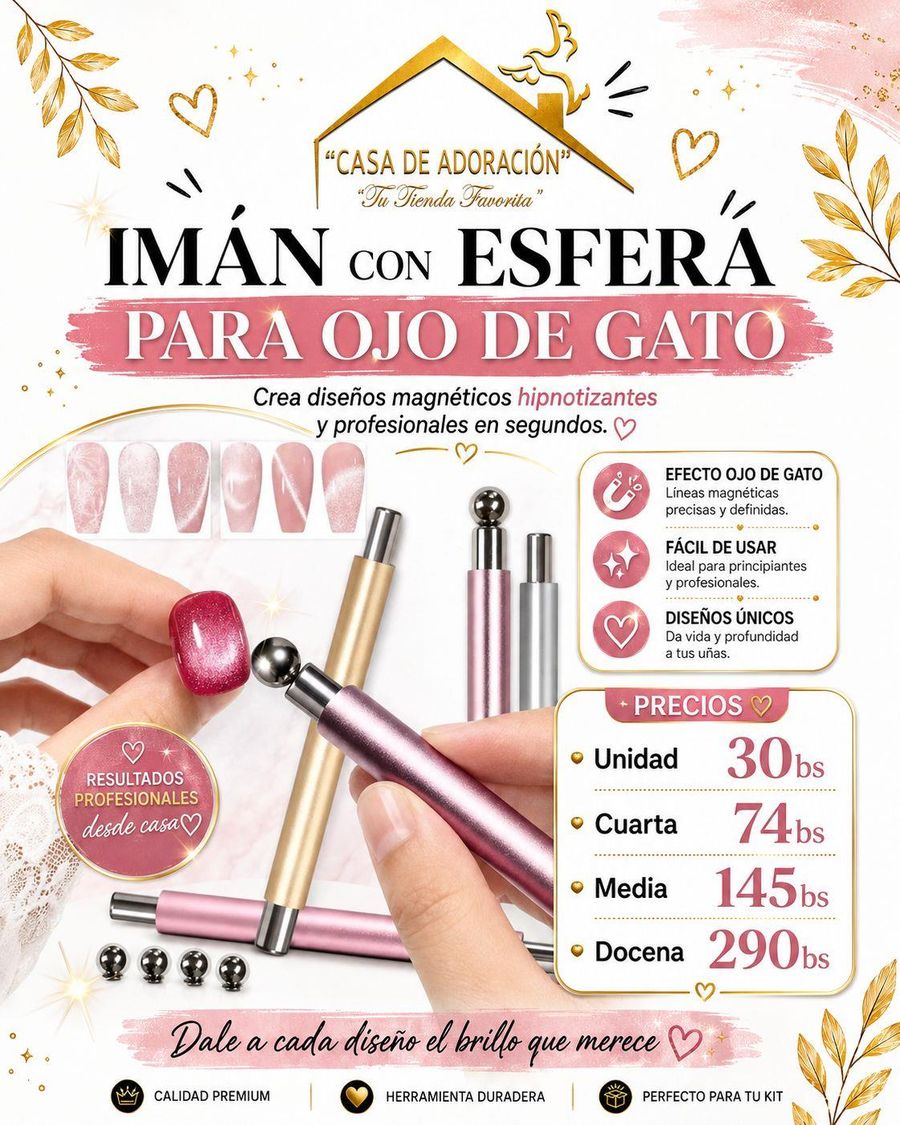 “CASA DE ADORACIÓN”
“Tu Tienda Favorita”
IMÁN CON ESFERA
PARA OJO DE GATO
Crea diseños magnéticos hipnotizantes
y profesionales en segundos.
EFECTO OJO DE GATO
Líneas magnéticas
precisas y definidas.
FÁCIL DE USAR
Ideal para principiantes
y profesionales.
DISEÑOS ÚNICOS
Da vida y profundidad
a tus uñas.
RESULTADOS
PROFESIONALES
desde casa
PRECIOS
Unidad 30bs
Cuarta 74bs
Media 145bs
Docena 290bs
Dale a cada diseño el brillo que merece
CALIDAD PREMIUM
HERRAMIENTA DURADERA
PERFECTO PARA TU KIT